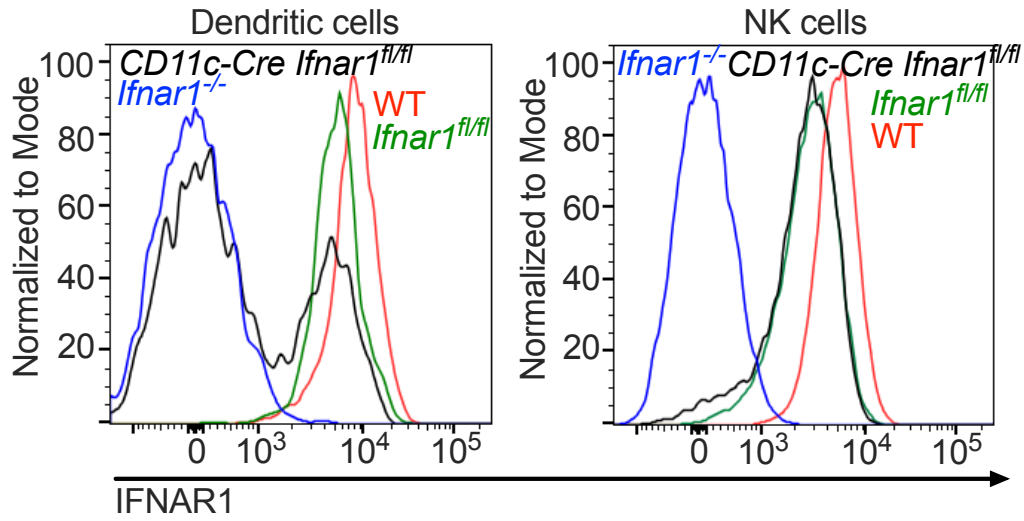 Dendritic cells
CD11c-Cre Ifnar1fl/fl
Ifnar1-/-
WT
Ifnar1fl/fl
Normalized to Mode
100
80
60
40
20
0 10³ 10⁴ 10⁵
NK cells
Ifnar1-/- CD11c-Cre Ifnar1fl/fl
Ifnar1fl/fl
WT
Normalized to Mode
100
80
60
40
20
0 10³ 10⁴ 10⁵
IFNAR1